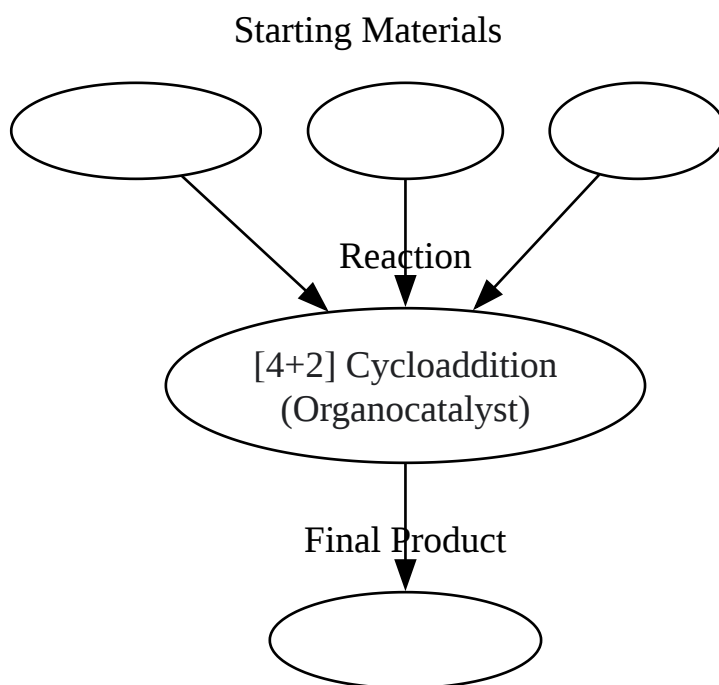 Starting Materials
Reaction
[4+2] Cycloaddition
(Organocatalyst)
Final Product